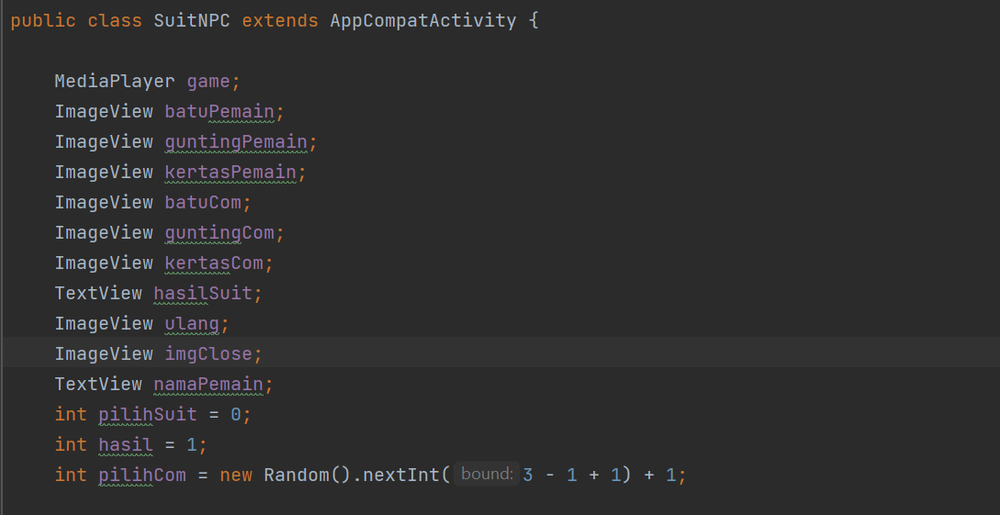 public class SuitNPC extends AppCompatActivity {
MediaPlayer game;
ImageView batuPemain;
ImageView guntingPemain;
ImageView kertasPemain;
ImageView batuCom;
ImageView guntingCom;
ImageView kertasCom;
TextView hasilSuit;
ImageView ulang;
ImageView imgClose;
TextView namaPemain;
int pilihSuit = 0;
int hasil = 1;
int pilihCom = new Random().nextInt( bound: 3 - 1 + 1) + 1;